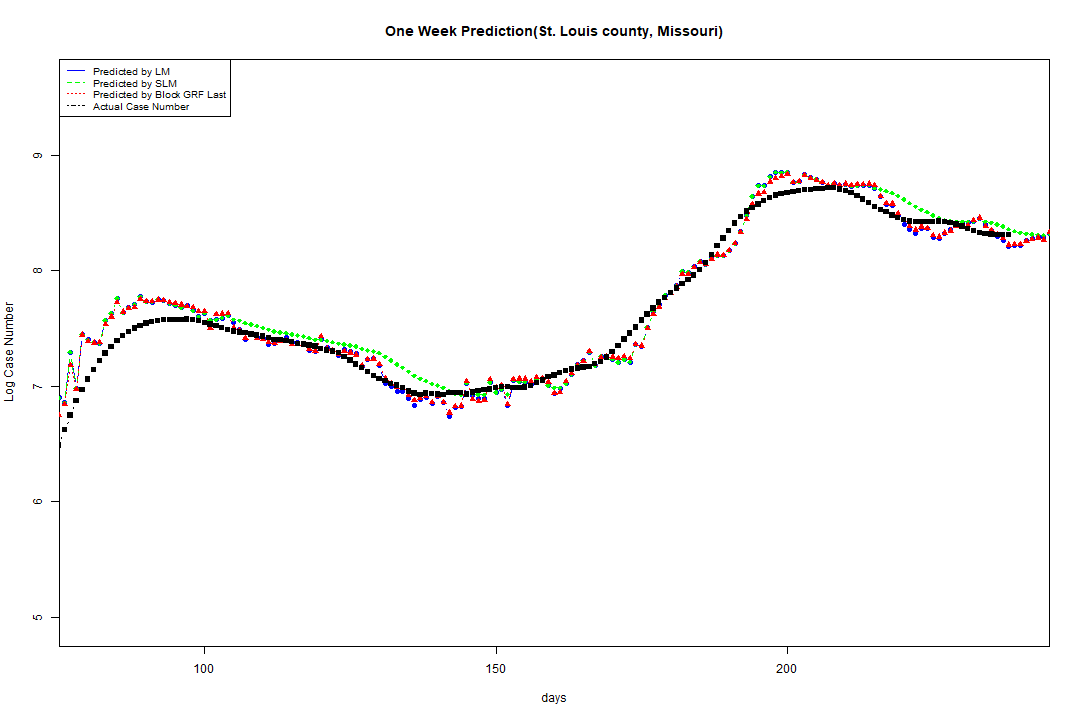 One Week Prediction(St. Louis county, Missouri)
Predicted by LM
Predicted by SLM
Predicted by Block GRF Last
Actual Case Number
9
8
7
6
5
Log Case Number
100 150 200
days